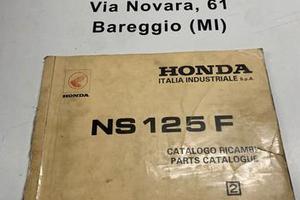 Via Novara, 61
Bareggio (MI)
HONDA
ITALIA INDUSTRIALE S.p.A.
HONDA
NS 125 F
CATALOGO RICAMBI
PARTS CATALOGUE
2